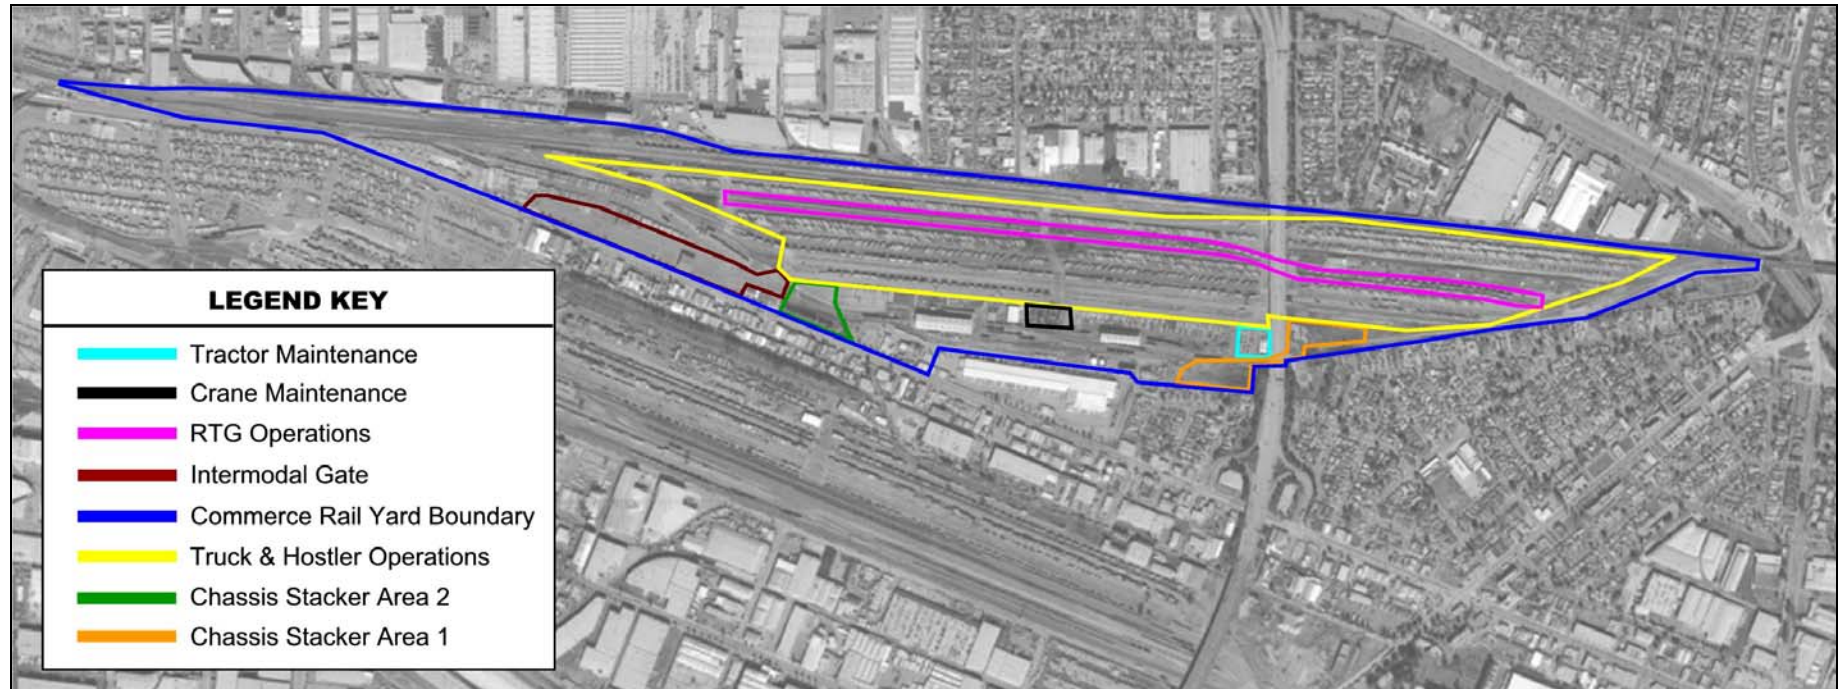 LEGEND KEY
Tractor Maintenance
Crane Maintenance
RTG Operations
Intermodal Gate
Commerce Rail Yard Boundary
Truck & Hostler Operations
Chassis Stacker Area 2
Chassis Stacker Area 1